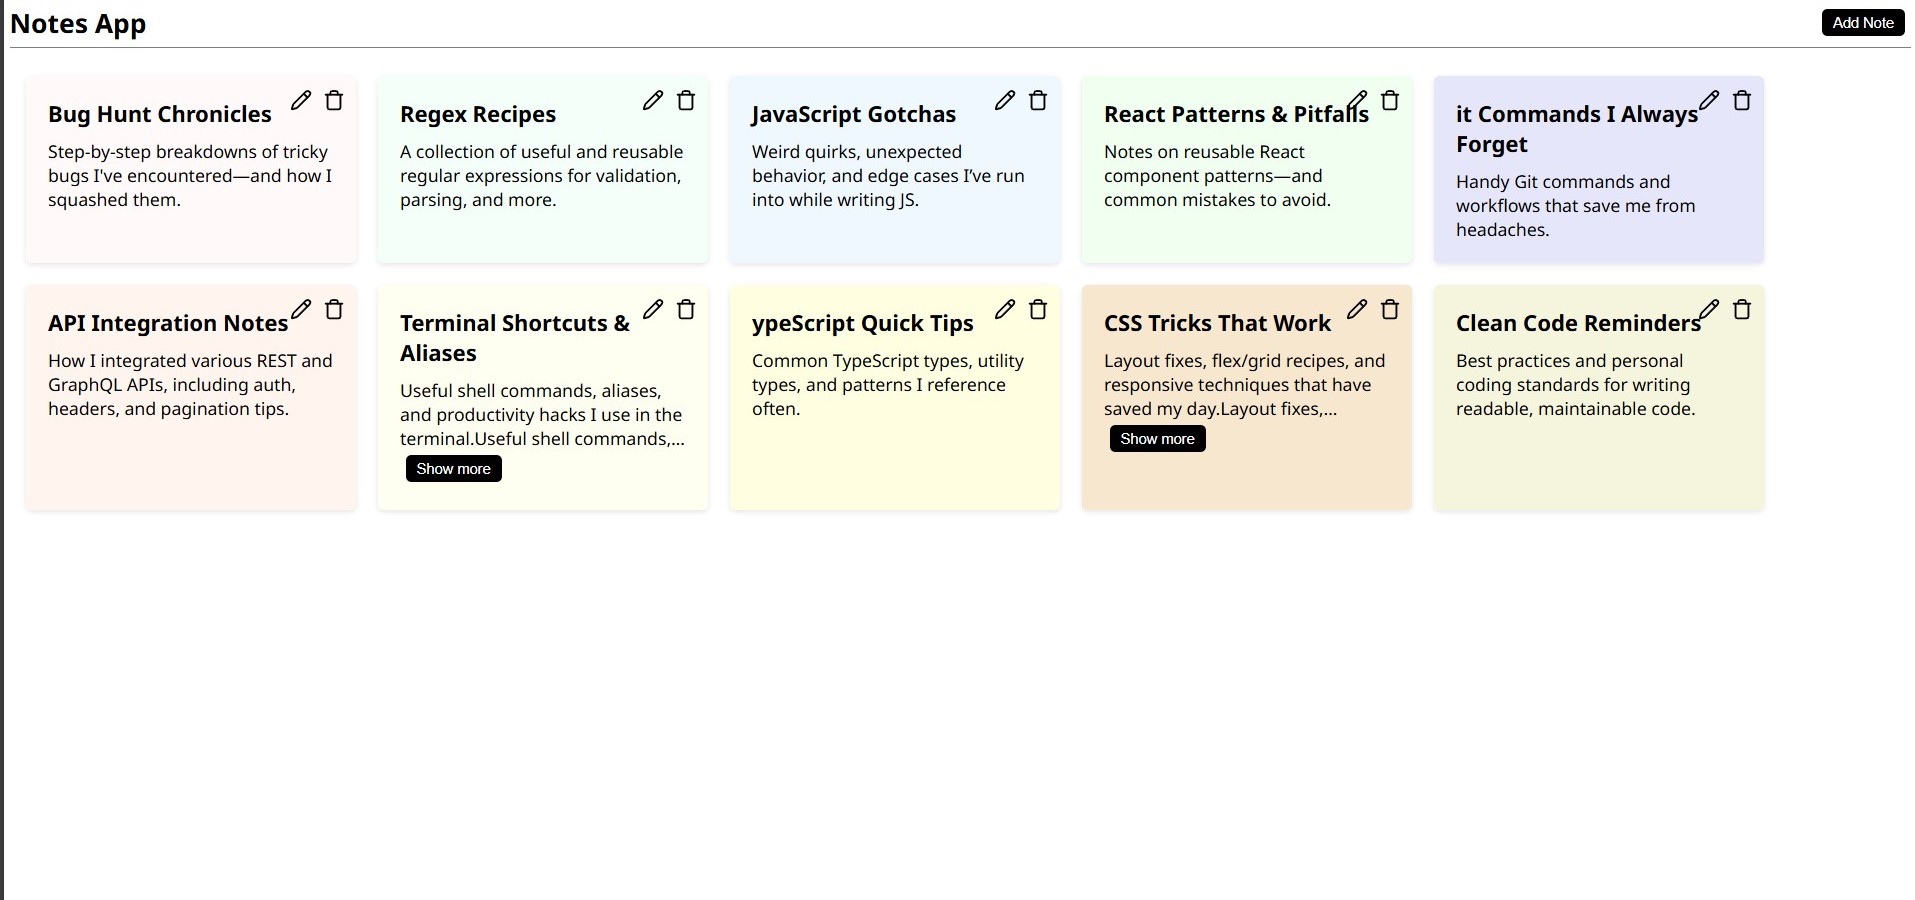 Notes App
Add Note
Bug Hunt Chronicles
Step-by-step breakdowns of tricky
bugs I've encountered—and how I
squashed them.
Regex Recipes
A collection of useful and reusable
regular expressions for validation,
parsing, and more.
JavaScript Gotchas
Weird quirks, unexpected
behavior, and edge cases I’ve run
into while writing JS.
React Patterns & Pitfalls
Notes on reusable React
component patterns—and
common mistakes to avoid.
it Commands I Always
Forget
Handy Git commands and
workflows that save me from
headaches.
API Integration Notes
How I integrated various REST and
GraphQL APIs, including auth,
headers, and pagination tips.
Terminal Shortcuts &
Aliases
Useful shell commands, aliases,
and productivity hacks I use in the
terminal.Useful shell commands,...
Show more
ypeScript Quick Tips
Common TypeScript types, utility
types, and patterns I reference
often.
CSS Tricks That Work
Layout fixes, flex/grid recipes, and
responsive techniques that have
saved my day.Layout fixes,...
Show more
Clean Code Reminders
Best practices and personal
coding standards for writing
readable, maintainable code.